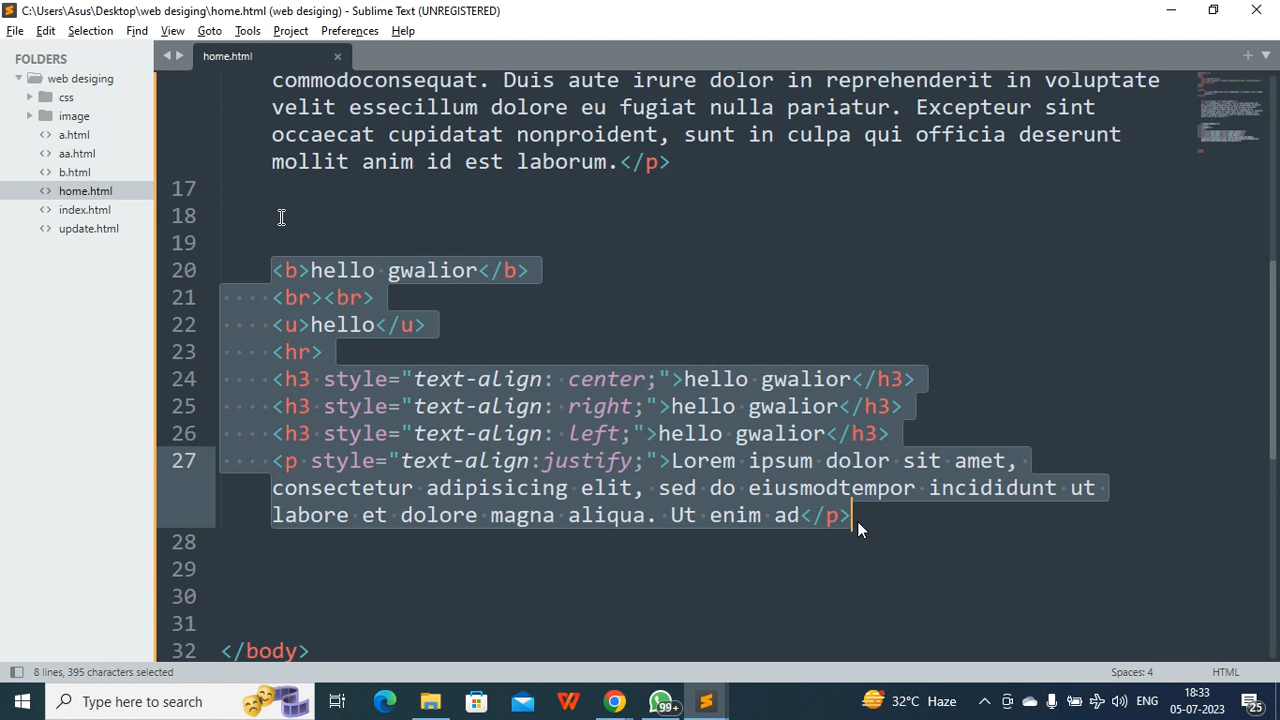 C:\Users\Asus\Desktop\web desiging\home.html (web desiging) - Sublime Text (UNREGISTERED)
File Edit Selection Find View Goto Tools Project Preferences Help
FOLDERS
web desiging
css
image
a.html
aa.html
b.html
home.html
index.html
update.html
home.html
commodoconsequat. Duis aute irure dolor in reprehenderit in voluptate
velit essecillum dolore eu fugiat nulla pariatur. Excepteur sint
occaecat cupidatat nonproident, sunt in culpa qui officia deserunt
mollit anim id est laborum.</p>
17
18
19
20 <b>hello gwalior</b>
21 <br><br>
22 <u>hello</u>
23 <hr>
24 <h3 style="text-align: center;">hello gwalior</h3>
25 <h3 style="text-align: right;">hello gwalior</h3>
26 <h3 style="text-align: left;">hello gwalior</h3>
27 <p style="text-align:justify;">Lorem ipsum dolor sit amet,
consectetur adipisicing elit, sed do eiusmodtempor incididunt ut
labore et dolore magna aliqua. Ut enim ad</p>
28
29
30
31
32 </body>
8 lines, 395 characters selected Spaces: 4 HTML
Type here to search 99+ 32°C Haze ENG 18:33
05-07-2023 25